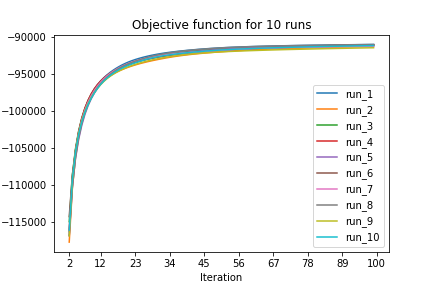 Objective function for 10 runs
−90000
−95000
−100000
−105000
−110000
−115000
run_1
run_2
run_3
run_4
run_5
run_6
run_7
run_8
run_9
run_10
2 12 23 34 45 56 67 78 89 100
Iteration